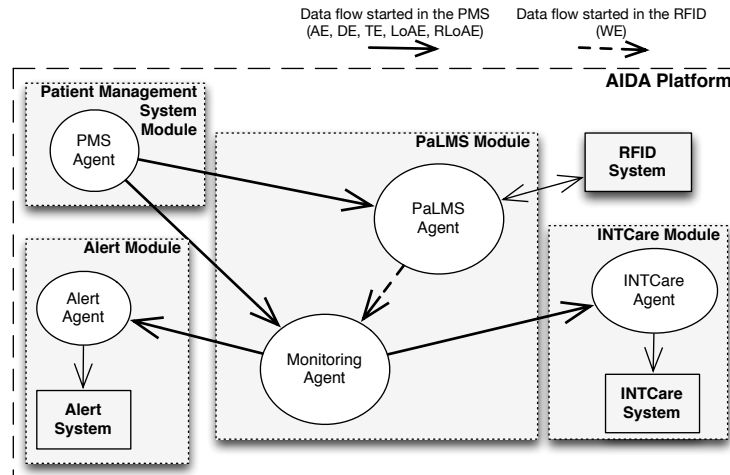 Data flow started in the PMS
(AE, DE, TE, LoAE, RLoAE)
Data flow started in the RFID
(WE)
AIDA Platform
Patient Management
System
Module
PMS
Agent
PaLMS Module
PaLMS
Agent
RFID
System
Alert Module
Alert
Agent
Alert
System
Monitoring
Agent
INTCare Module
INTCare
Agent
INTCare
System